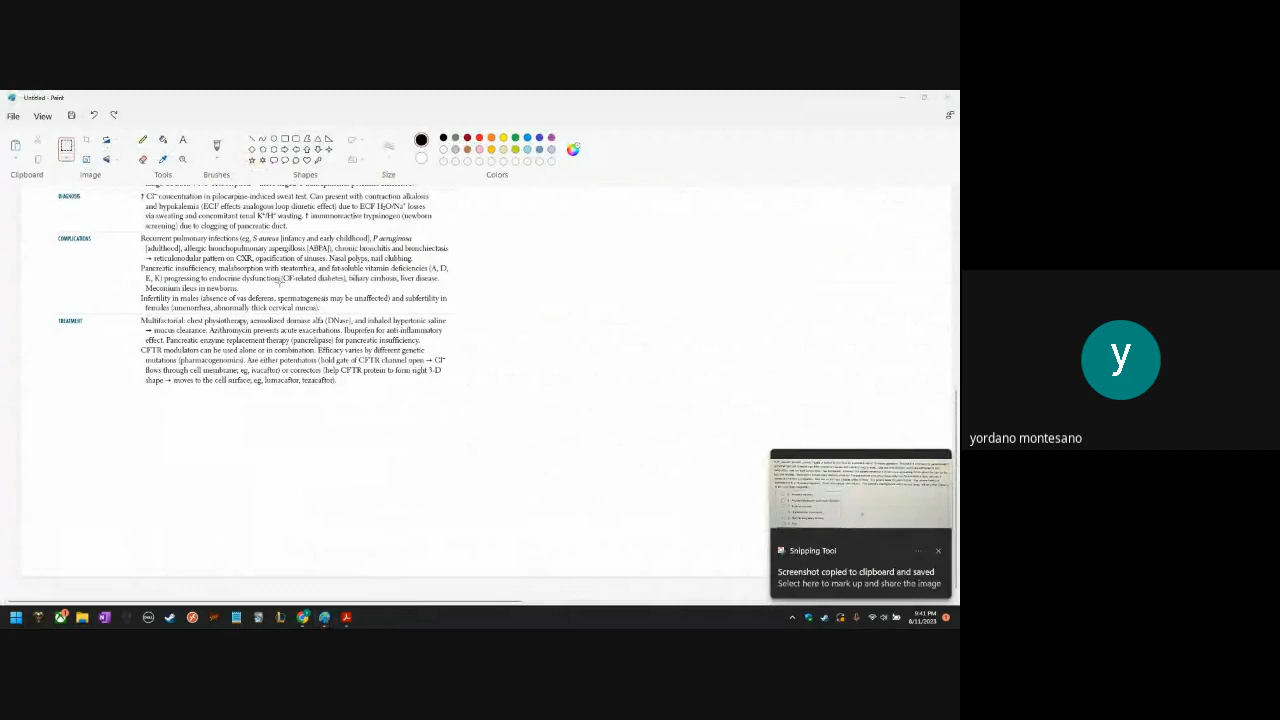 Untitled - Paint
File
View
Clipboard
Image
Tools
Brushes
Shapes
Size
Colors
DIAGNOSIS
↑ Cl⁻ concentration in pilocarpine-induced sweat test. Can present with contraction alkalosis
and hypokalemia (ECF effects analogous loop diuretic effect) due to ECF H₂O/Na⁺ losses
via sweating and concomitant renal K⁺/H⁺ wasting. ↑ immunoreactive trypsinogen (newborn
screening) due to clogging of pancreatic duct.
COMPLICATIONS
Recurrent pulmonary infections (eg, S aureus [infancy and early childhood], P aeruginosa
[adulthood], allergic bronchopulmonary aspergillosis [ABPA]), chronic bronchitis and bronchiectasis
→ reticulonodular pattern on CXR, opacification of sinuses. Nasal polyps, nail clubbing.
Pancreatic insufficiency, malabsorption with steatorrhea, and fat-soluble vitamin deficiencies (A, D,
E, K) progressing to endocrine dysfunction (CF-related diabetes), biliary cirrhosis, liver disease.
Meconium ileus in newborns.
Infertility in males (absence of vas deferens, spermatogenesis may be unaffected) and subfertility in
females (amenorrhea, abnormally thick cervical mucus).
TREATMENT
Multifactorial: chest physiotherapy, aerosolized dornase alfa (DNase), and inhaled hypertonic saline
→ mucus clearance. Azithromycin prevents acute exacerbations. Ibuprofen for anti-inflammatory
effect. Pancreatic enzyme replacement therapy (pancrelipase) for pancreatic insufficiency.
CFTR modulators can be used alone or in combination. Efficacy varies by different genetic
mutations (pharmacogenomics). Are either potentiators (hold gate of CFTR channel open → Cl⁻
flows through cell membrane; eg, ivacaftor) or correctors (help CFTR protein to form right 3-D
shape → moves to the cell surface; eg, lumacaftor, tezacaftor).
Snipping Tool
Screenshot copied to clipboard and saved
Select here to mark up and share the image
9:41 PM
8/11/2023
y
yordano montesano